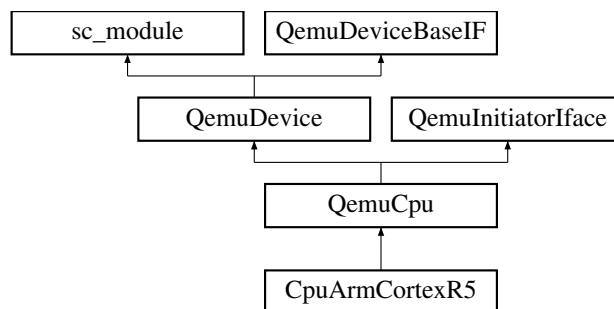 sc_module
QemuDeviceBaseIF
QemuDevice
QemuInitiatorIface
QemuCpu
CpuArmCortexR5